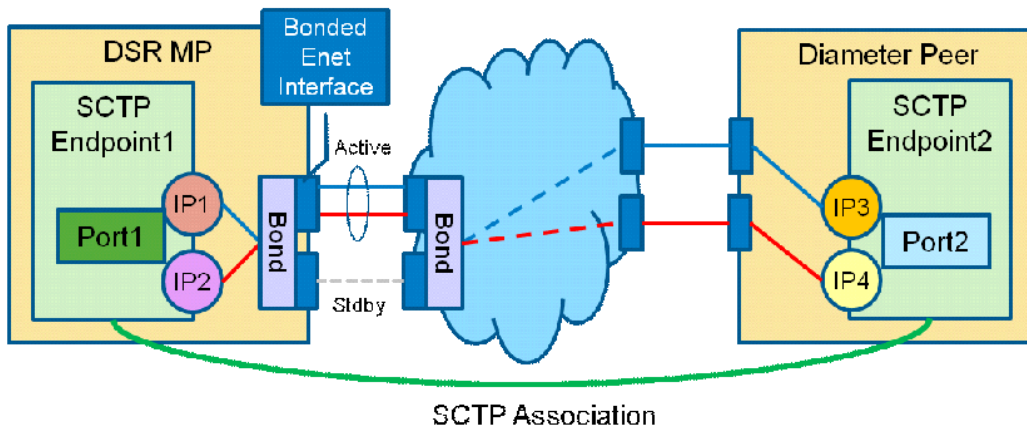 DSR MP
Bonded
Enet
Interface
Diameter Peer
SCTP
Endpoint1
Active
SCTP
Endpoint2
IP1
Port1
IP2
Bond
Bond
Stdby
IP3
Port2
IP4
SCTP Association